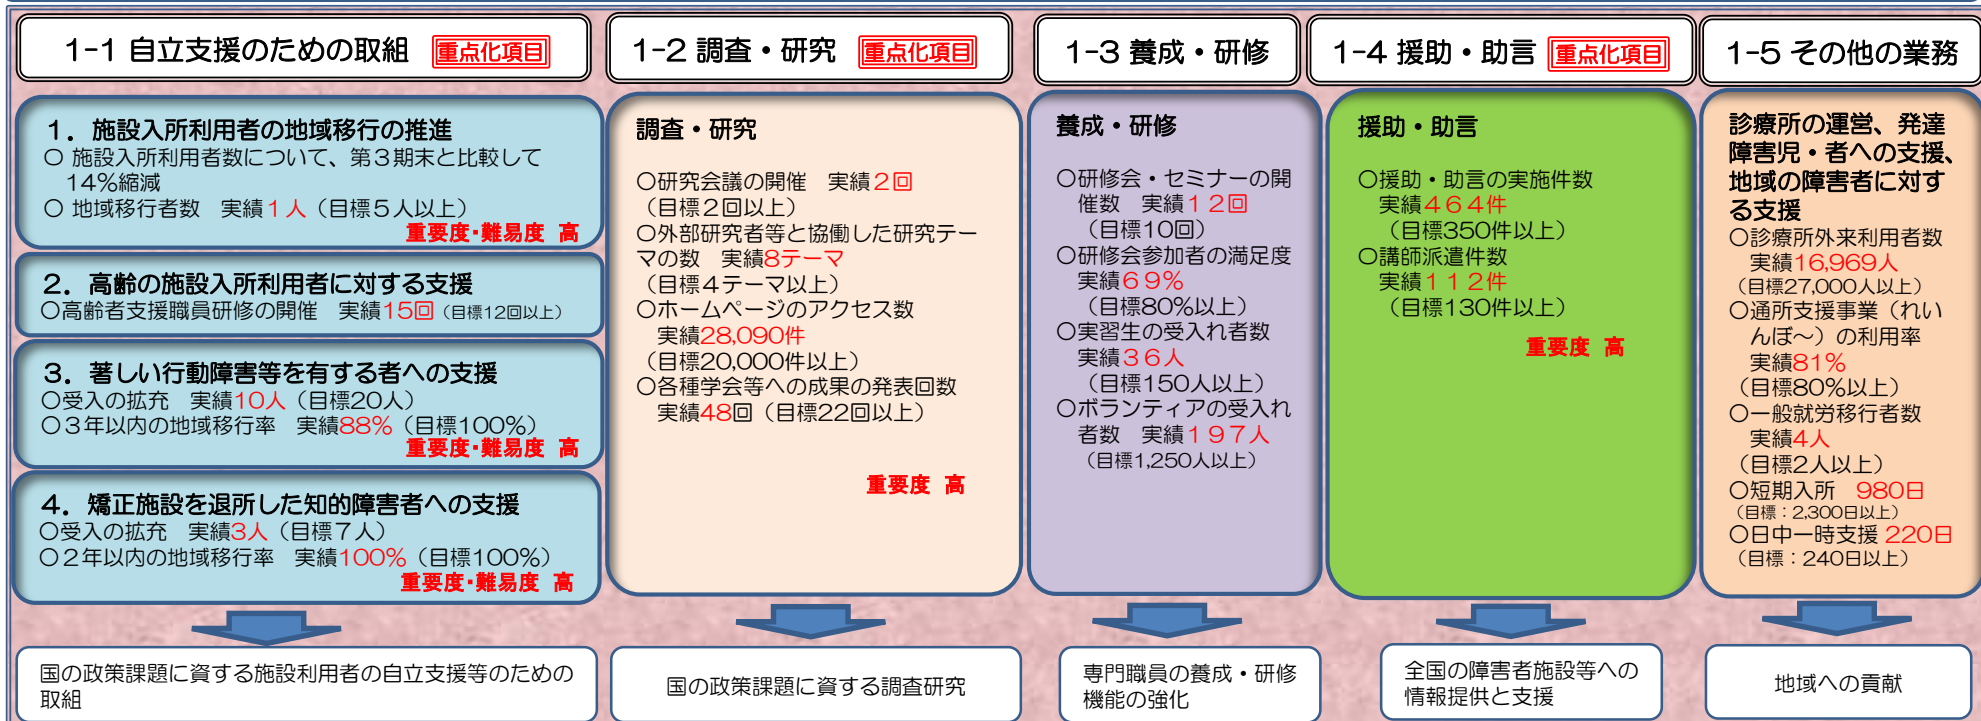 1-1 自立支援のための取組 重点化項目
1．施設入所利用者の地域移行の推進
○ 施設入所利用者数について、第３期末と比較して
14%縮減
○ 地域移行者数　実績１人（目標５人以上）
重要度・難易度 高
2．高齢の施設入所利用者に対する支援
○高齢者支援職員研修の開催　実績15回（目標12回以上）
3．著しい行動障害等を有する者への支援
○受入の拡充　実績10人（目標20人）
○３年以内の地域移行率　実績88%（目標100%）
重要度・難易度 高
4．矯正施設を退所した知的障害者への支援
○受入の拡充　実績3人（目標７人）
○２年以内の地域移行率　実績100%（目標100%）
重要度・難易度 高
国の政策課題に資する施設利用者の自立支援等のための
取組
1-2 調査・研究 重点化項目
調査・研究
○研究会議の開催　実績２回
（目標２回以上）
○外部研究者等と協働した研究テー
マの数　実績8テーマ
（目標４テーマ以上）
○ホームページのアクセス数
実績28,090件
（目標20,000件以上）
○各種学会等への成果の発表回数
実績48回（目標22回以上）
重要度 高
国の政策課題に資する調査研究
1-3 養成・研修
養成・研修
○研修会・セミナーの開
催数　実績１２回
（目標10回）
○研修会参加者の満足度
実績６９%
（目標80%以上）
○実習生の受入れ者数
実績３６人
（目標150人以上）
○ボランティアの受入れ
者数　実績１９７人
（目標1,250人以上）
専門職員の養成・研修
機能の強化
1-4 援助・助言 重点化項目
援助・助言
○援助・助言の実施件数
実績４６４件
（目標350件以上）
○講師派遣件数
実績１１２件
（目標130件以上）
重要度 高
全国の障害者施設等への
情報提供と支援
1-5 その他の業務
診療所の運営、発達
障害児・者への支援、
地域の障害者に対す
る支援
○診療所外来利用者数
実績16,969人
（目標27,000人以上）
○通所支援事業（れい
んぼ～）の利用率
実績81%
（目標80%以上）
○一般就労移行者数
実績4人
（目標2人以上）
○短期入所　980日
（目標：2,300日以上）
○日中一時支援 220日
（目標：240日以上）
地域への貢献